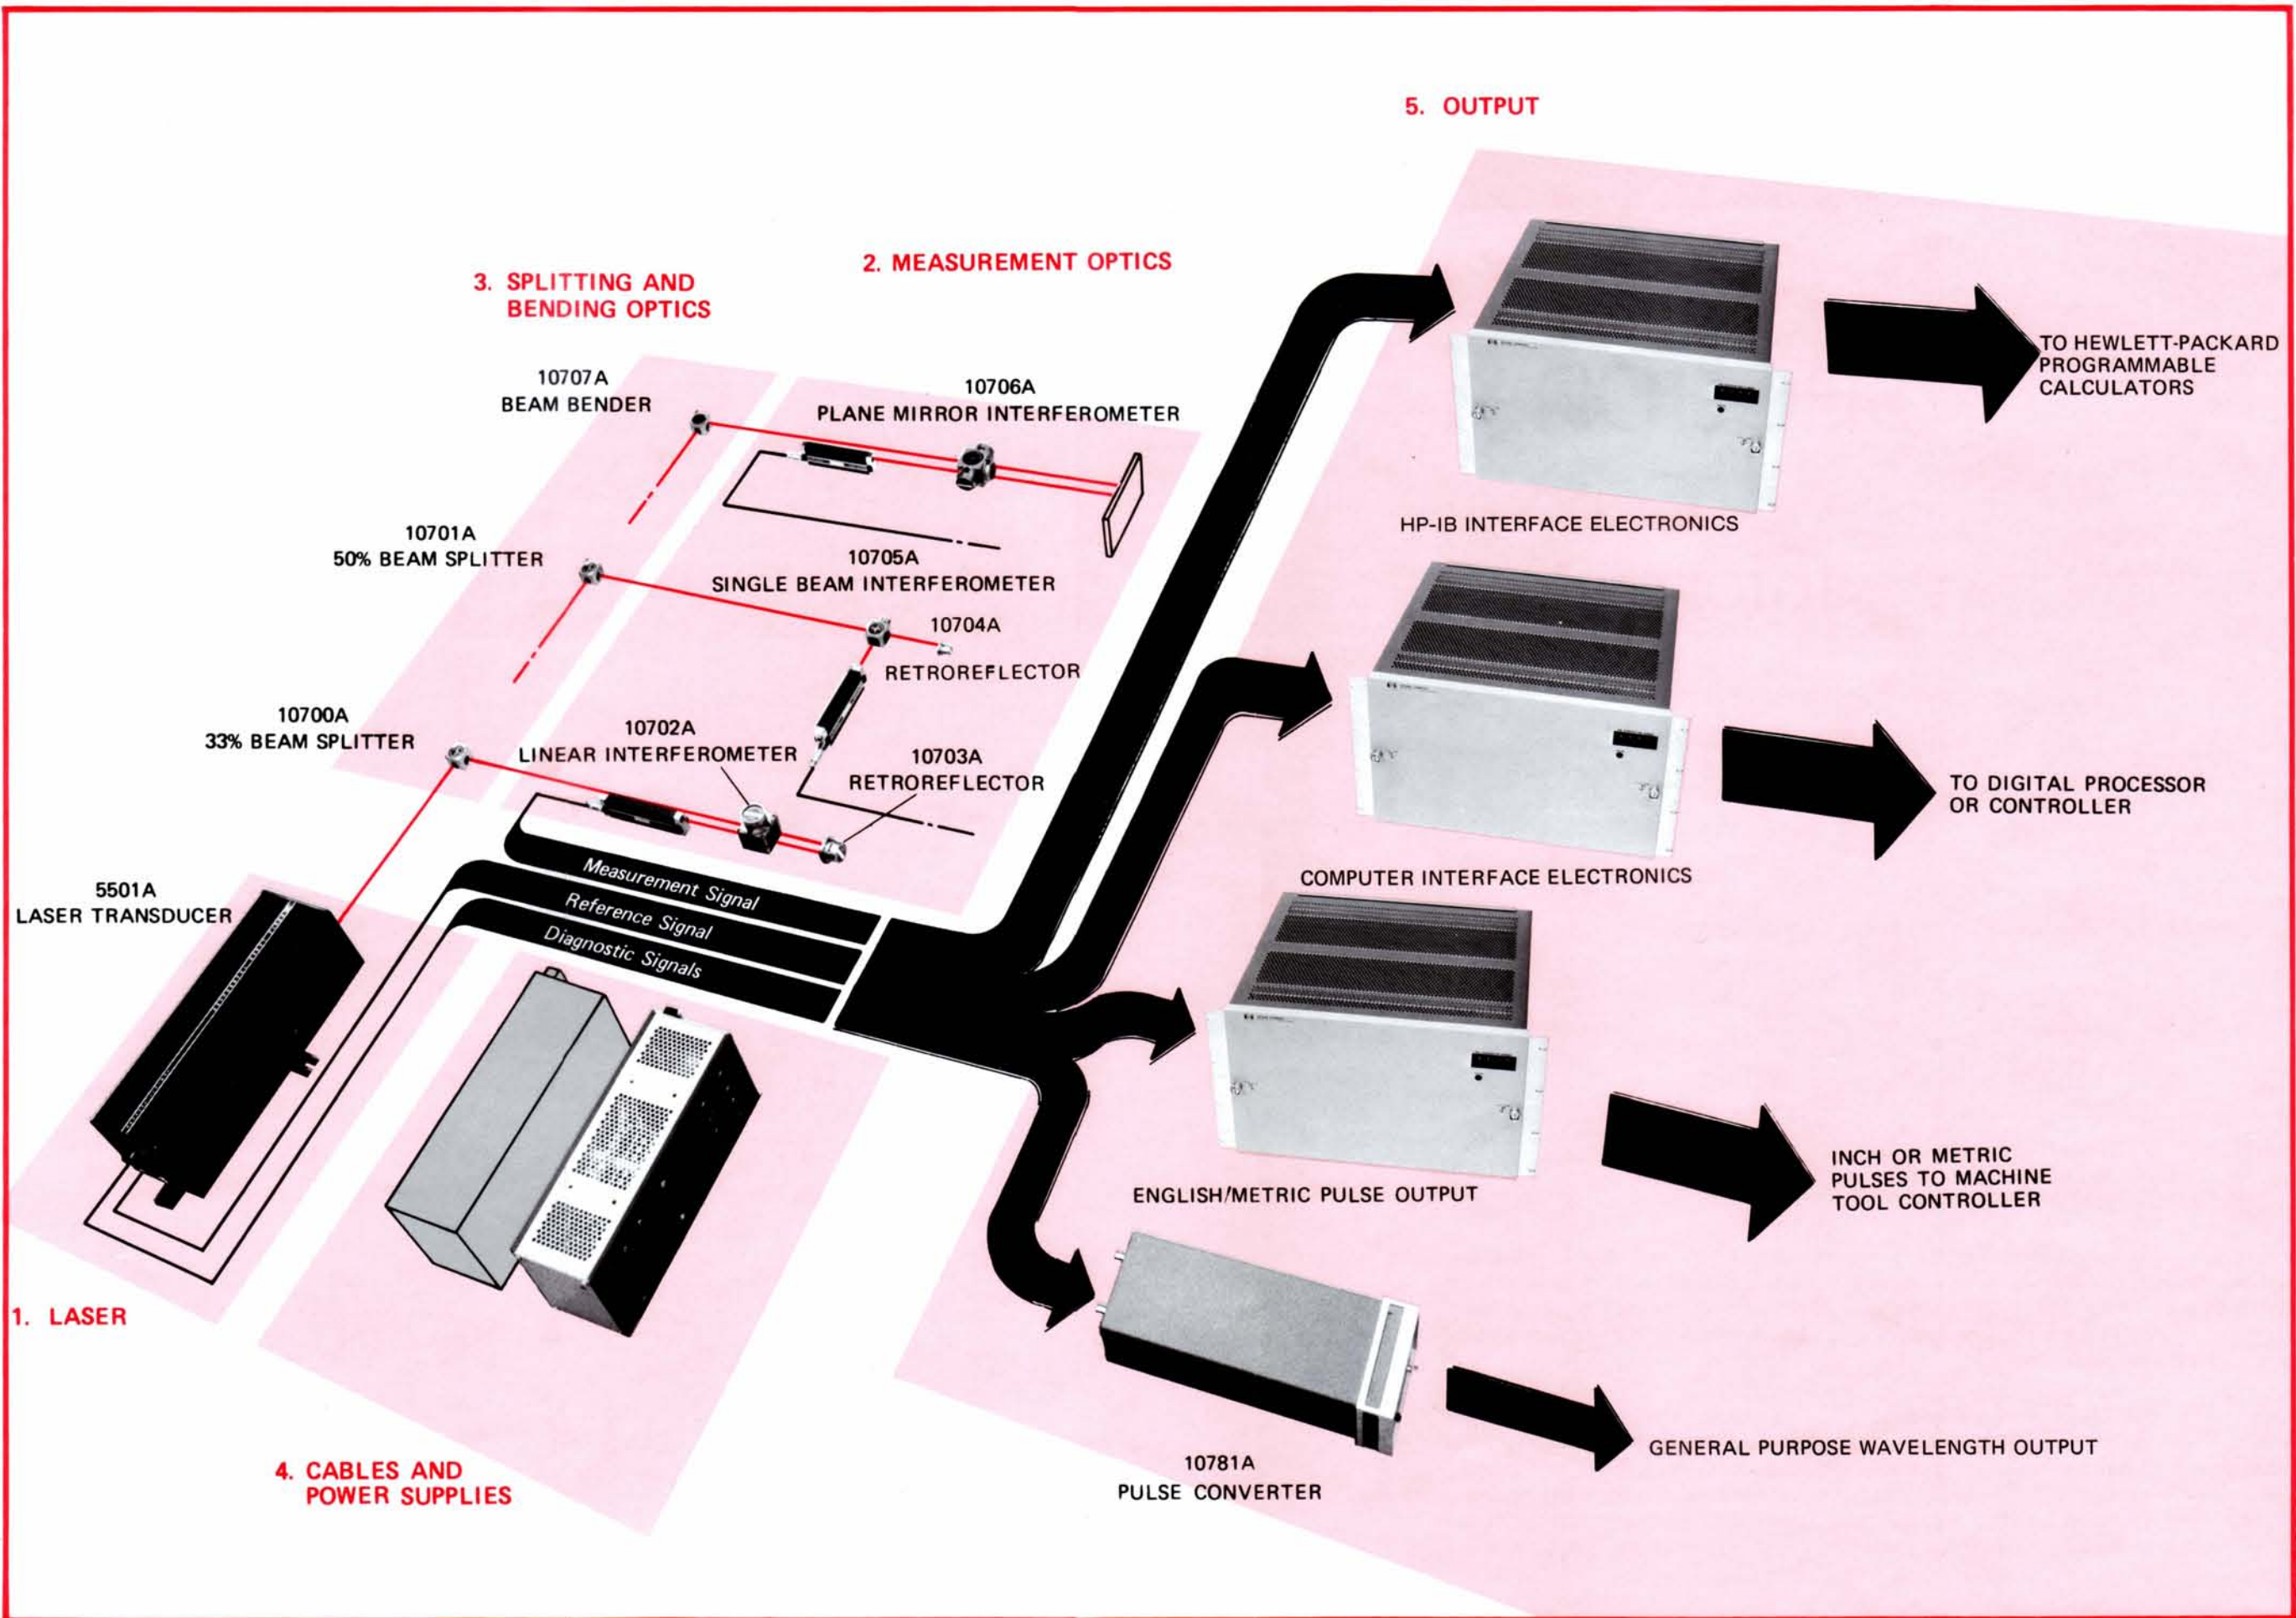 5. OUTPUT
2. MEASUREMENT OPTICS
3. SPLITTING AND
BENDING OPTICS
10707A
BEAM BENDER
10706A
PLANE MIRROR INTERFEROMETER
TO HEWLETT-PACKARD
PROGRAMMABLE
CALCULATORS
HP-IB INTERFACE ELECTRONICS
10701A
50% BEAM SPLITTER
10705A
SINGLE BEAM INTERFEROMETER
10704A
RETROREFLECTOR
10700A
33% BEAM SPLITTER
10702A
LINEAR INTERFEROMETER
10703A
RETROREFLECTOR
TO DIGITAL PROCESSOR
OR CONTROLLER
COMPUTER INTERFACE ELECTRONICS
5501A
LASER TRANSDUCER
Measurement Signal
Reference Signal
Diagnostic Signals
INCH OR METRIC
PULSES TO MACHINE
TOOL CONTROLLER
ENGLISH/METRIC PULSE OUTPUT
1. LASER
4. CABLES AND
POWER SUPPLIES
10781A
PULSE CONVERTER
GENERAL PURPOSE WAVELENGTH OUTPUT